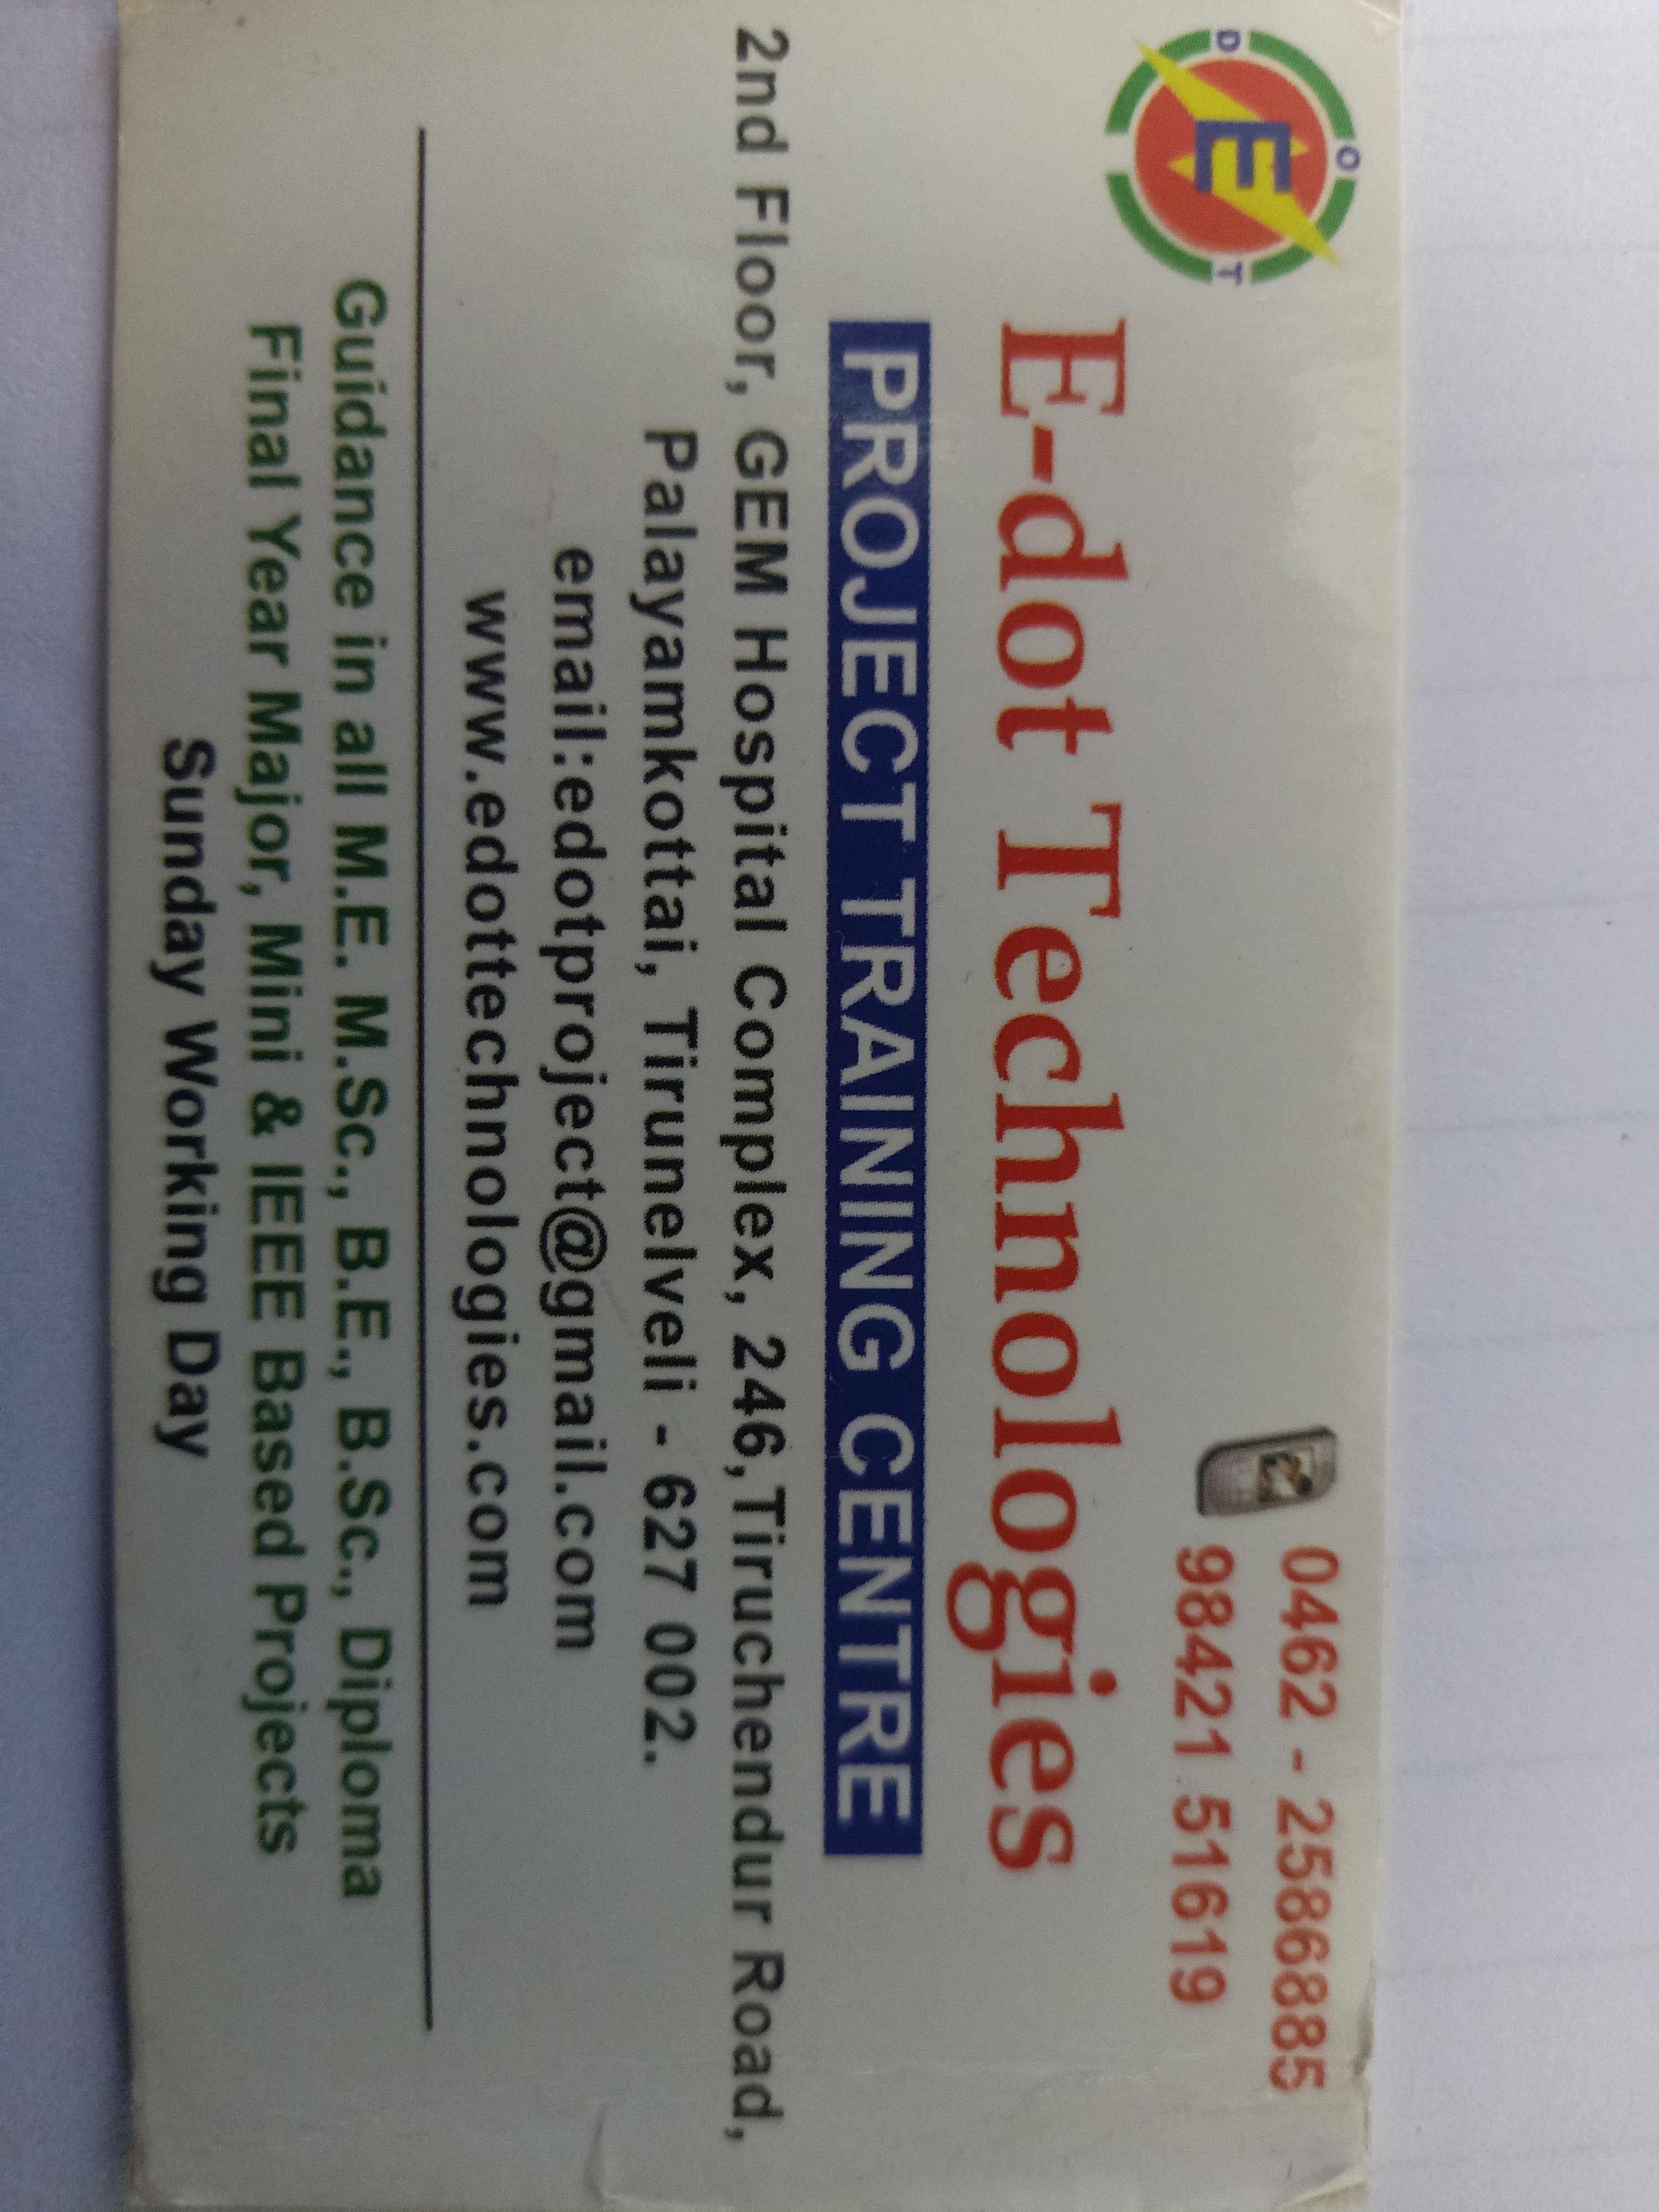 D O T
E
0462 - 2586885
98421 51619
E-dot Technologies
PROJECT TRAINING CENTRE
2nd Floor, GEM Hospital Complex, 246,Tiruchendur Road,
Palayamkottai, Tirunelveli - 627 002.
email:edotproject@gmail.com
www.edottechnologies.com
Guidance in all M.E. M.Sc., B.E., B.Sc., Diploma
Final Year Major, Mini & IEEE Based Projects
Sunday Working Day